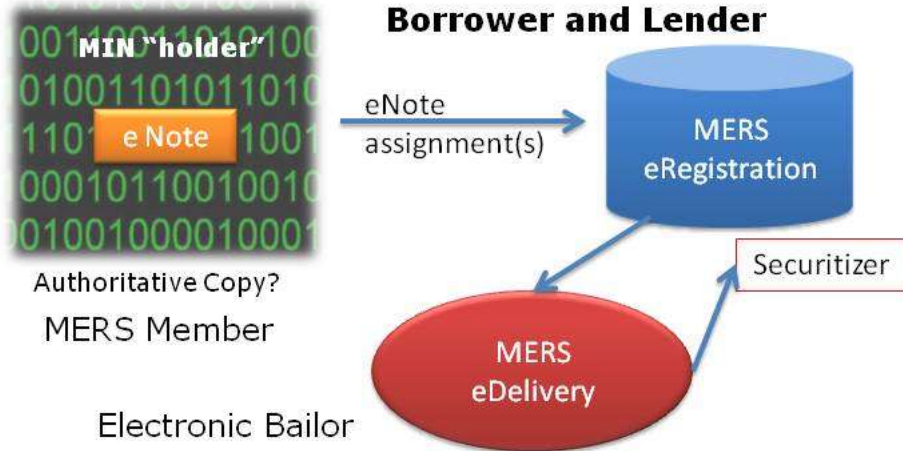 Borrower and Lender
MIN “holder”
e Note
eNote
assignment(s)
MERS
eRegistration
Securitizer
Authoritative Copy?
MERS Member
MERS
eDelivery
Electronic Bailor